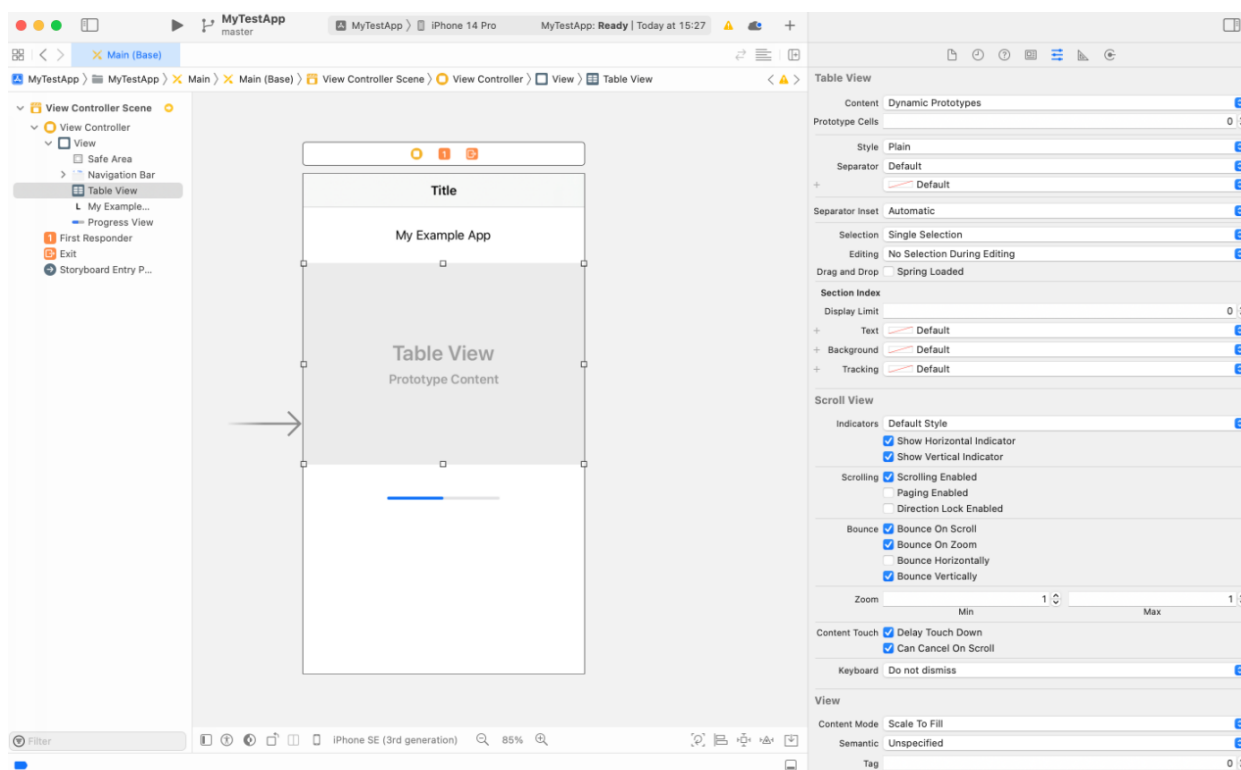 MyTestApp
master
MyTestApp 〉 iPhone 14 Pro
MyTestApp: Ready | Today at 15:27
Main (Base)
MyTestApp 〉 MyTestApp 〉 Main 〉 Main (Base) 〉 View Controller Scene 〉 View Controller 〉 View 〉 Table View
View Controller Scene
View Controller
View
Safe Area
Navigation Bar
Table View
L My Example...
Progress View
1 First Responder
Exit
Storyboard Entry P...
Filter
1
Title
My Example App
Table View
Prototype Content
iPhone SE (3rd generation) 85%
Table View
Content Dynamic Prototypes
Prototype Cells 0
Style Plain
Separator Default
+ Default
Separator Inset Automatic
Selection Single Selection
Editing No Selection During Editing
Drag and Drop Spring Loaded
Section Index
Display Limit 0
+ Text Default
+ Background Default
+ Tracking Default
Scroll View
Indicators Default Style
Show Horizontal Indicator
Show Vertical Indicator
Scrolling Scrolling Enabled
Paging Enabled
Direction Lock Enabled
Bounce Bounce On Scroll
Bounce On Zoom
Bounce Horizontally
Bounce Vertically
Zoom 1 1
Min Max
Content Touch Delay Touch Down
Can Cancel On Scroll
Keyboard Do not dismiss
View
Content Mode Scale To Fill
Semantic Unspecified
Tag 0